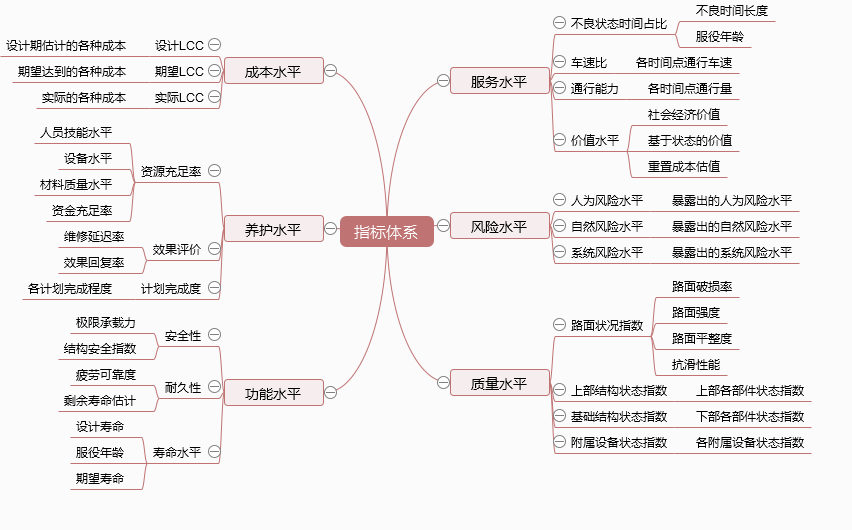 指标体系
成本水平
设计LCC
设计期估计的各种成本
期望LCC
期望达到的各种成本
实际LCC
实际的各种成本
养护水平
资源充足率
人员技能水平
设备水平
材料质量水平
资金充足率
效果评价
维修延迟率
效果回复率
计划完成度
各计划完成程度
功能水平
安全性
极限承载力
结构安全指数
耐久性
疲劳可靠度
剩余寿命估计
寿命水平
设计寿命
服役年龄
期望寿命
服务水平
不良状态时间占比
不良时间长度
服役年龄
车速比
各时间点通行车速
通行能力
各时间点通行量
价值水平
社会经济价值
基于状态的价值
重置成本估值
风险水平
人为风险水平
暴露出的人为风险水平
自然风险水平
暴露出的自然风险水平
系统风险水平
暴露出的系统风险水平
质量水平
路面状况指数
路面破损率
路面强度
路面平整度
抗滑性能
上部结构状态指数
上部各部件状态指数
基础结构状态指数
下部各部件状态指数
附属设备状态指数
各附属设备状态指数